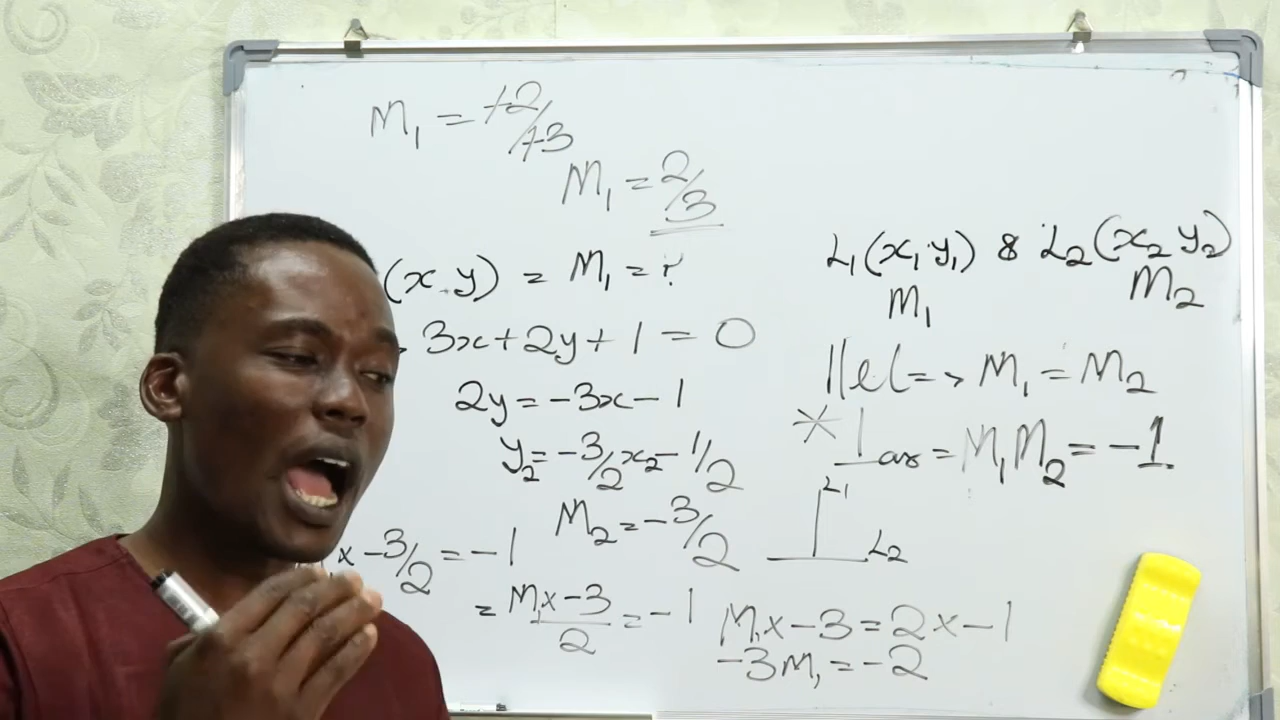 M₁ = +2/+3
M₁ = 2/3
(x, y) = M₁ = ?
3x + 2y + 1 = 0
2y = -3x - 1
y₂ = -3/2 x₂ - 1/2
M₂ = -3/2
x -3/2 = -1
= M₁x-3/2 = -1
M₁x-3 = 2x-1
-3M₁ = -2
L₁(x₁, y₁) & L₂(x₂ y₂)
M₁ M₂
||el => M₁ = M₂
* ⊥ar = M₁M₂ = -1
L₁
L₂